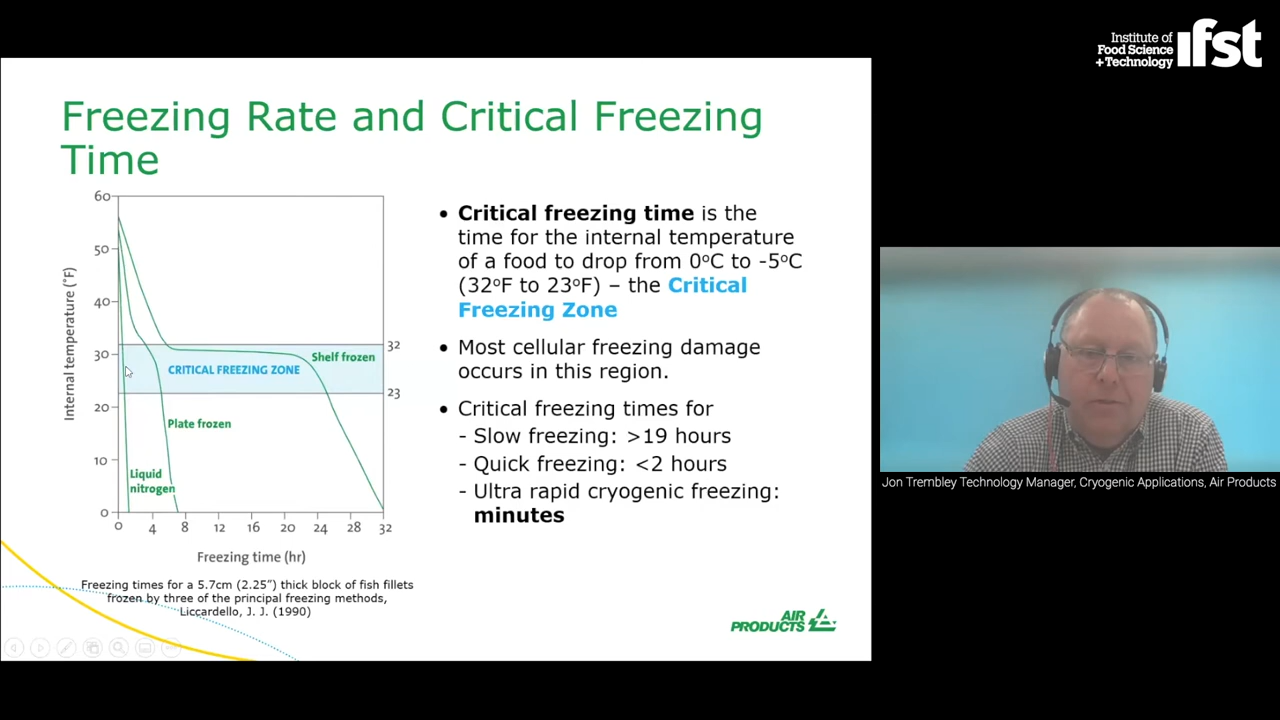 Institute of
Food Science
+Technology
ifst
Freezing Rate and Critical Freezing
Time
60
50
40
30
20
10
0
Internal temperature (°F)
32
Shelf frozen
CRITICAL FREEZING ZONE
23
Plate frozen
Liquid
nitrogen
0 4 8 12 16 20 24 28 32
Freezing time (hr)
Freezing times for a 5.7cm (2.25”) thick block of fish fillets
frozen by three of the principal freezing methods,
Liccardello, J. J. (1990)
• Critical freezing time is the
time for the internal temperature
of a food to drop from 0ºC to -5ºC
(32ºF to 23ºF) – the Critical
Freezing Zone
• Most cellular freezing damage
occurs in this region.
• Critical freezing times for
- Slow freezing: >19 hours
- Quick freezing: <2 hours
- Ultra rapid cryogenic freezing:
minutes
AIR
PRODUCTS
Jon Trembley Technology Manager, Cryogenic Applications, Air Products